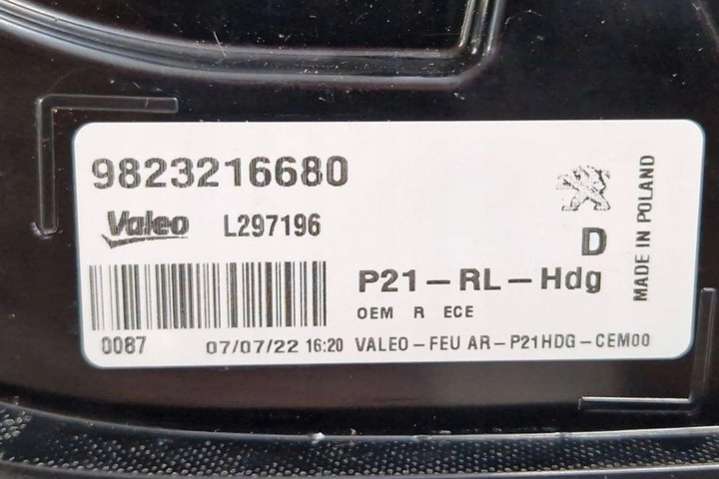 9823216680
Valeo L297196
D
P21-RL-Hdg
OEM R ECE
0087 07/07/22 16:20 VALEO-FEU AR-P21HDG-CEM00
MADE IN POLAND